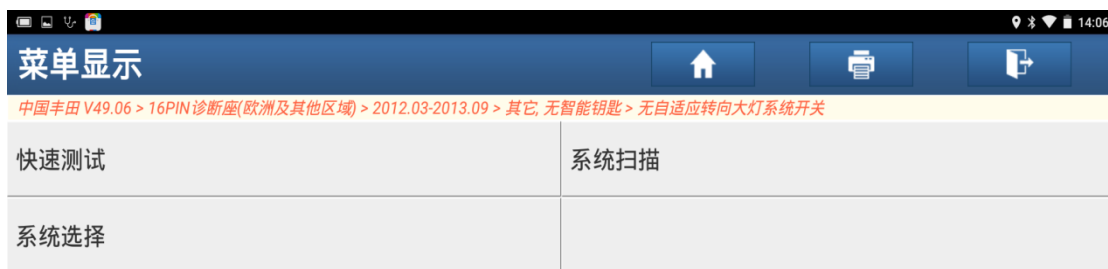 14:06
菜单显示
中国丰田 V49.06 > 16PIN诊断座(欧洲及其他区域) > 2012.03-2013.09 > 其它, 无智能钥匙 > 无自适应转向大灯系统开关
快速测试 系统扫描
系统选择